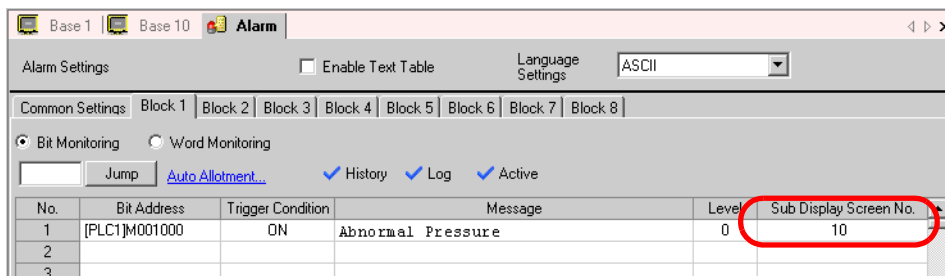 Base 1 Base 10 Alarm
Alarm Settings Enable Text Table Language Settings ASCII
Common Settings Block 1 Block 2 Block 3 Block 4 Block 5 Block 6 Block 7 Block 8
Bit Monitoring Word Monitoring
Jump Auto Allotment... History Log Active
No. Bit Address Trigger Condition Message Level Sub Display Screen No.
1 [PLC1]M001000 ON Abnormal Pressure 0 10
2
3